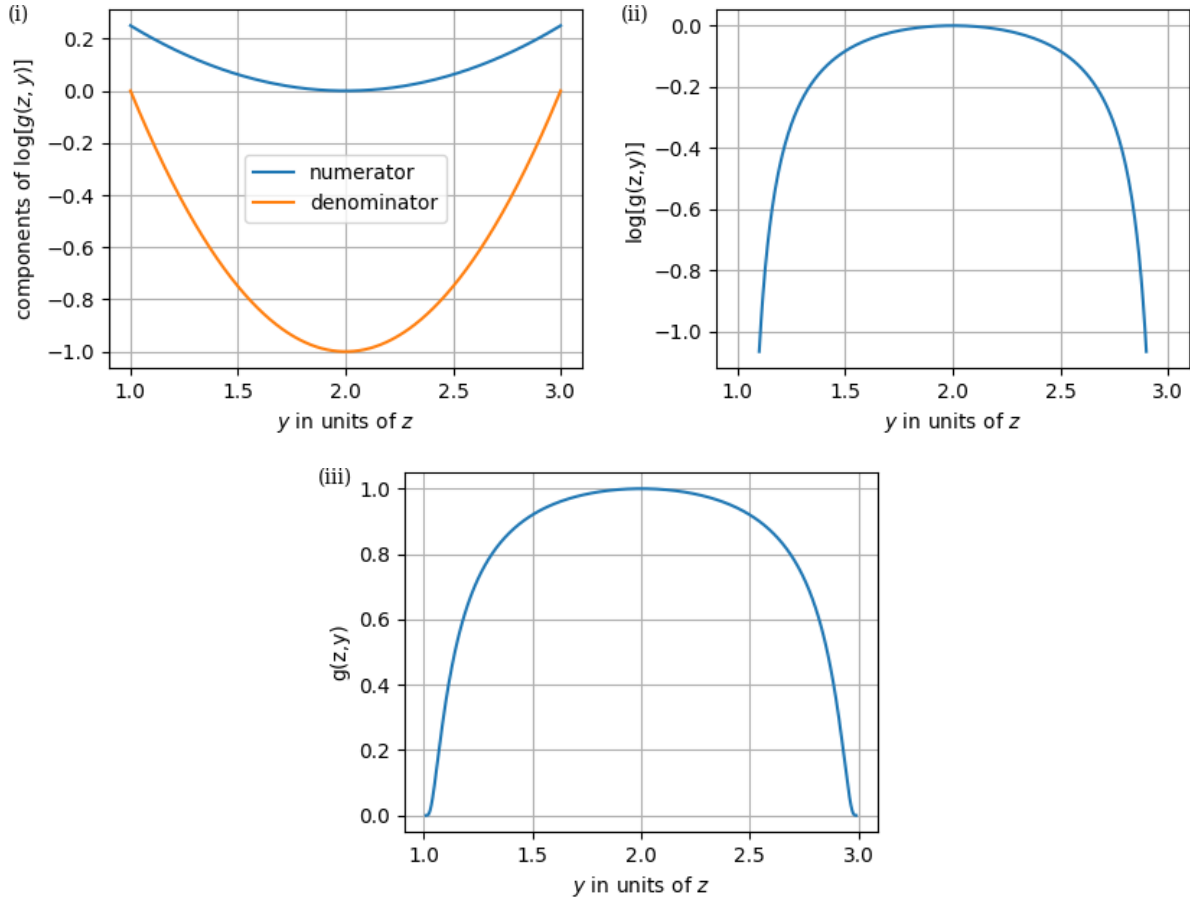 (i)
components of log[g(z, y)]
0.2
0.0
−0.2
−0.4
−0.6
−0.8
−1.0
numerator
denominator
1.0 1.5 2.0 2.5 3.0
y in units of z
(ii)
log[g(z,y)]
0.0
−0.2
−0.4
−0.6
−0.8
−1.0
1.0 1.5 2.0 2.5 3.0
y in units of z
(iii)
g(z,y)
1.0
0.8
0.6
0.4
0.2
0.0
1.0 1.5 2.0 2.5 3.0
y in units of z